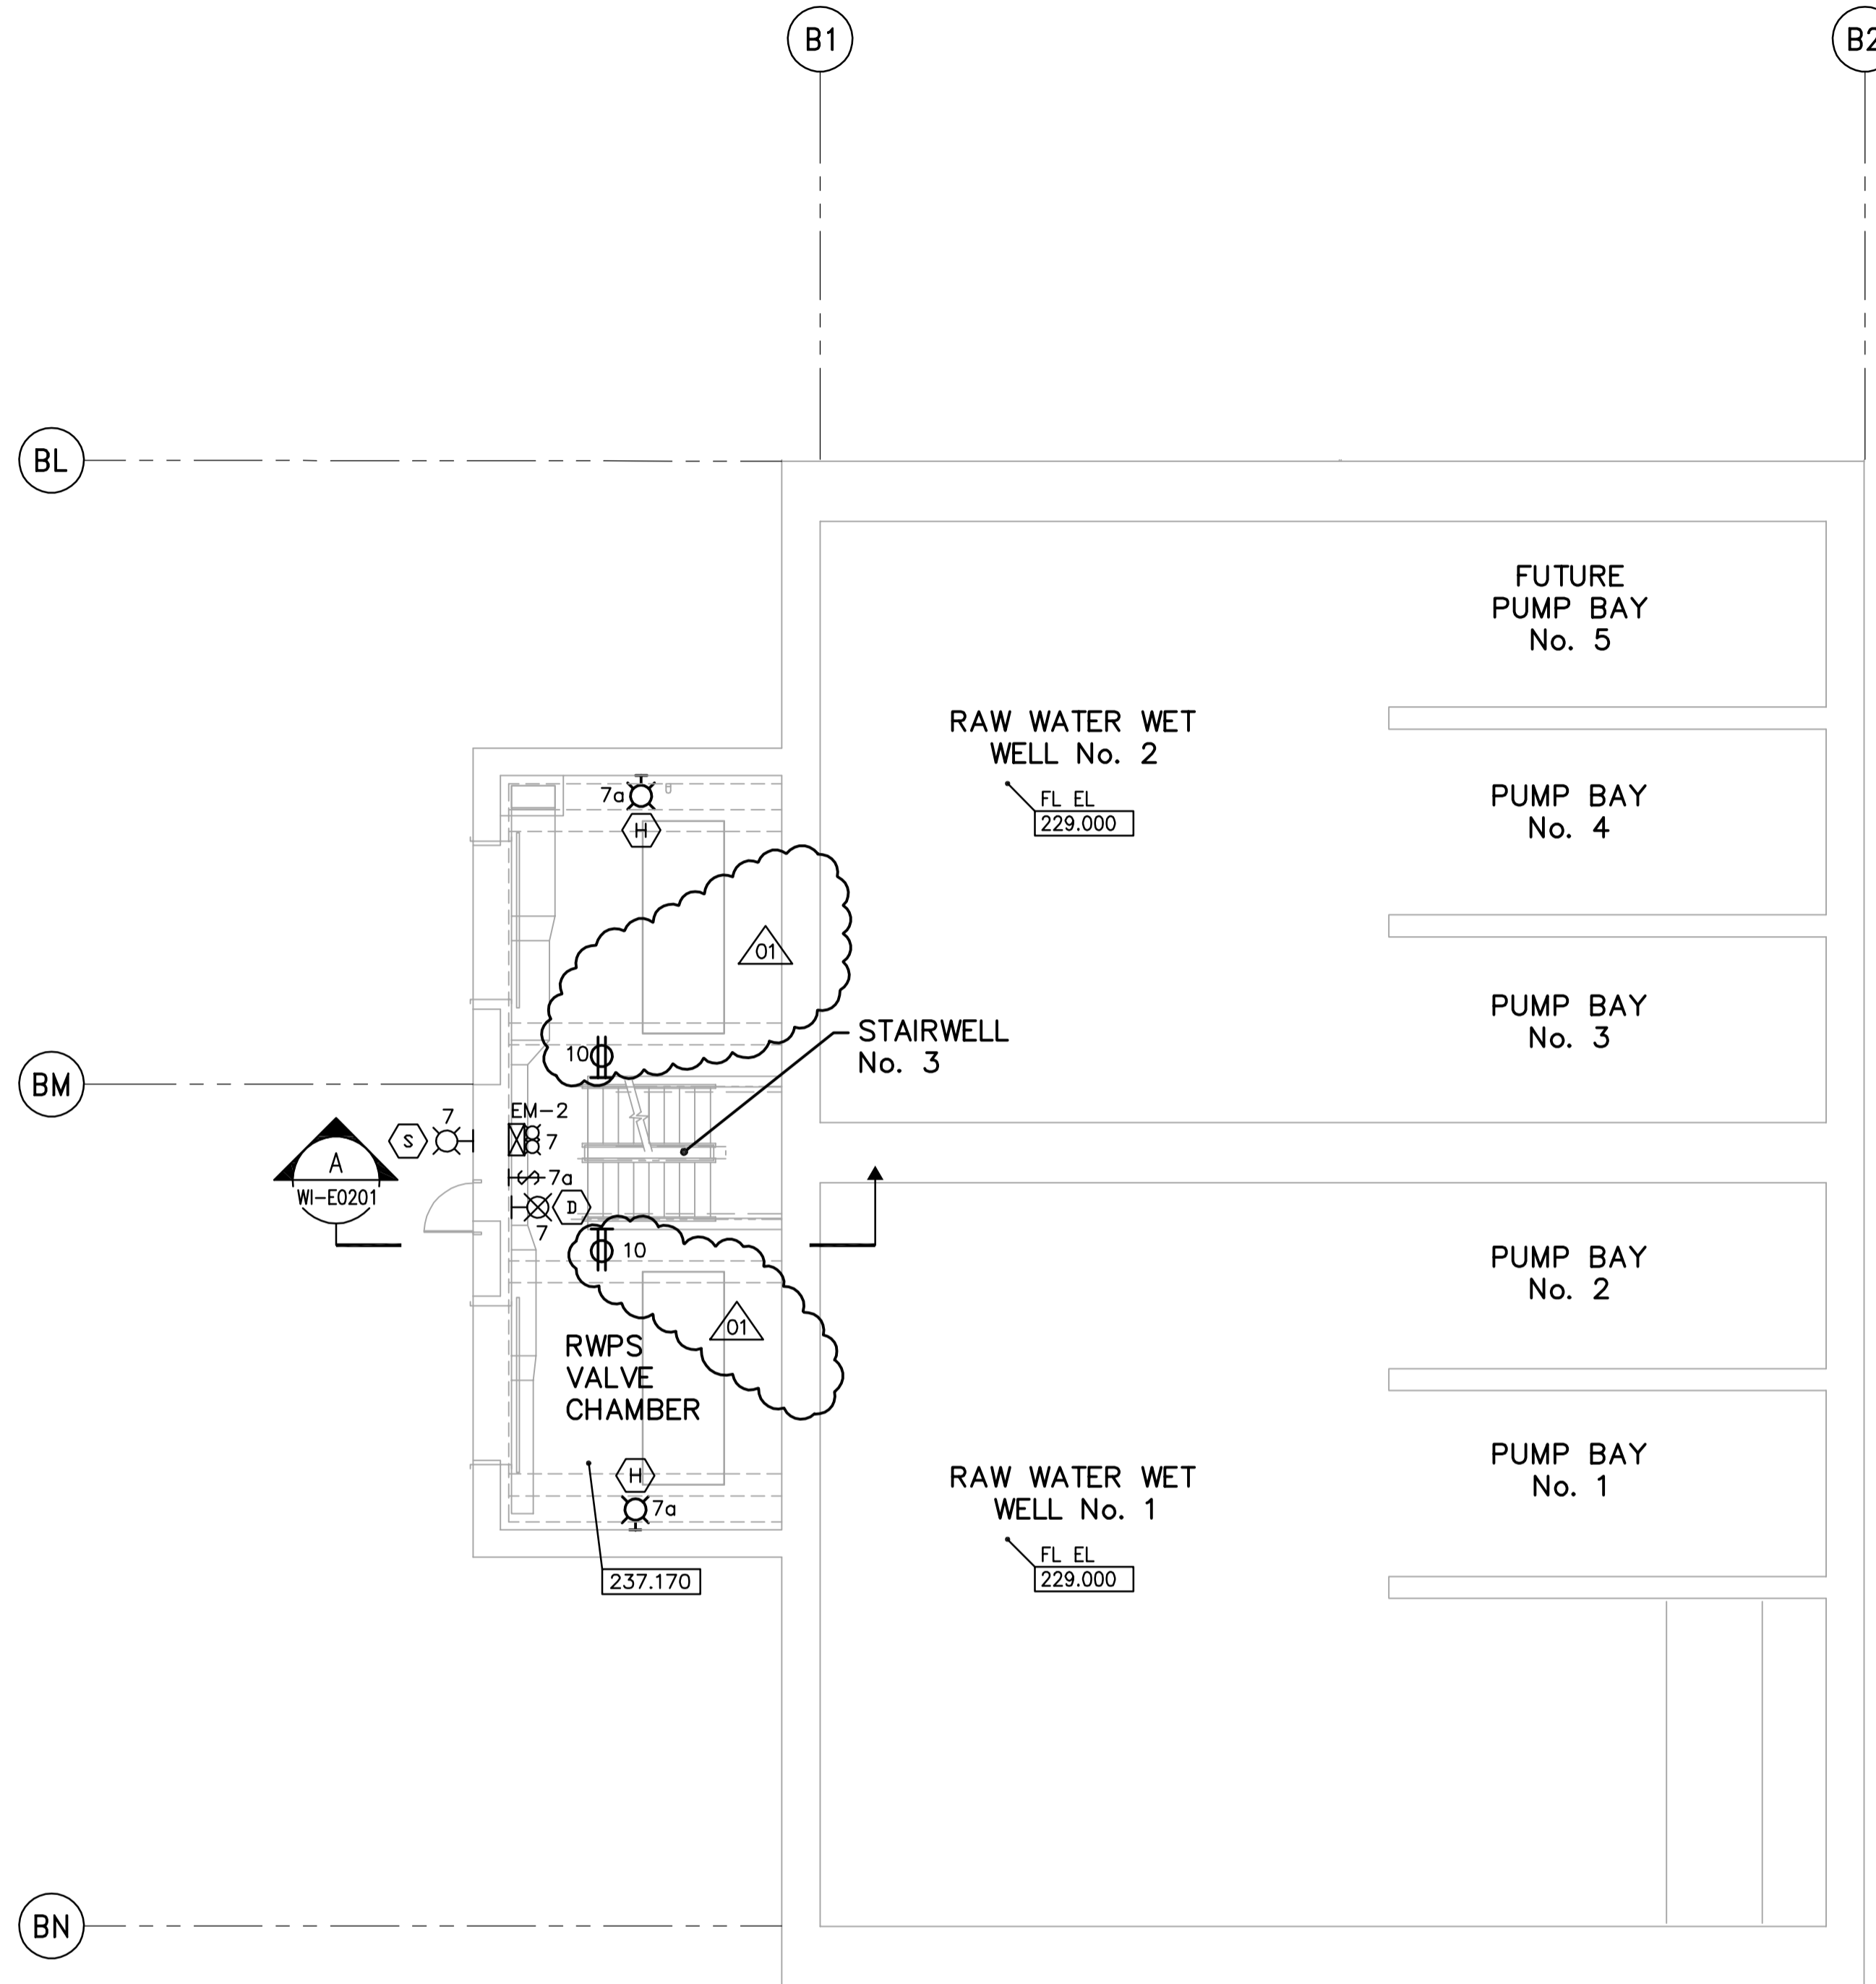 B1
B2
BL
FUTURE
PUMP BAY
No. 5
RAW WATER WET
WELL No. 2
FL EL
229.000
PUMP BAY
No. 4
7a
H
01
PUMP BAY
No. 3
STAIRWELL
No. 3
10
BM
7
S
EM-2
7
A
WI-E0201
7a
D
7
10
PUMP BAY
No. 2
01
RWPS
VALVE
CHAMBER
PUMP BAY
No. 1
RAW WATER WET
WELL No. 1
H
7a
FL EL
229.000
237.170
BN